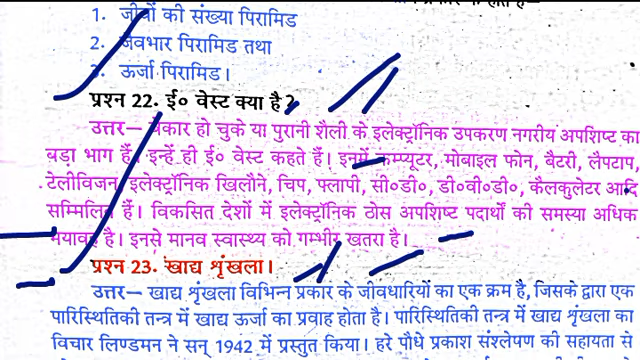 1. जीवों की संख्या पिरामिड
2. जैवभार पिरामिड तथा
3. ऊर्जा पिरामिड।
प्रश्न 22. ई० वेस्ट क्या है?
उत्तर— बेकार हो चुके या पुरानी शैली के इलेक्ट्रॉनिक उपकरण नगरीय अपशिष्ट का
बड़ा भाग हैं, इन्हें ही ई० वेस्ट कहते हैं। इनमें कम्प्यूटर, मोबाइल फोन, बैटरी, लैपटाप,
टेलीविजन, इलेक्ट्रॉनिक खिलौने, चिप, फ्लापी, सी०डी०, डी०वी०डी०, कैलकुलेटर आदि
सम्मिलित हैं। विकसित देशों में इलेक्ट्रॉनिक ठोस अपशिष्ट पदार्थों की समस्या अधिक
भयावह है। इनसे मानव स्वास्थ्य को गम्भीर खतरा है।
प्रश्न 23. खाद्य शृंखला।
उत्तर— खाद्य शृंखला विभिन्न प्रकार के जीवधारियों का एक क्रम है, जिसके द्वारा एक
पारिस्थितिकी तन्त्र में खाद्य ऊर्जा का प्रवाह होता है। पारिस्थितिकी तन्त्र में खाद्य शृंखला का
विचार लिण्डमन ने सन् 1942 में प्रस्तुत किया। हरे पौधे प्रकाश संश्लेषण की सहायता से